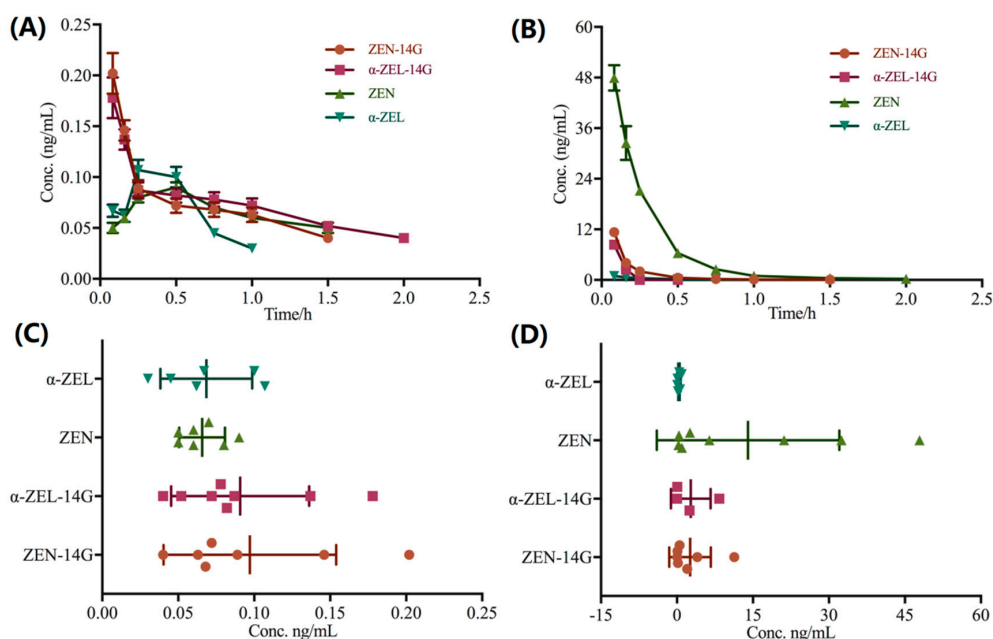 (A)
0.25
0.20
0.15
0.10
0.05
0.00
Conc. (ng/mL)
ZEN-14G
α-ZEL-14G
ZEN
α-ZEL
0.0 0.5 1.0 1.5 2.0 2.5
Time/h
(B)
60
48
36
24
12
0
Conc. (ng/mL)
ZEN-14G
α-ZEL-14G
ZEN
α-ZEL
0.0 0.5 1.0 1.5 2.0 2.5
Time/h
(C)
α-ZEL
ZEN
α-ZEL-14G
ZEN-14G
0.00 0.05 0.10 0.15 0.20 0.25
Conc. ng/mL
(D)
α-ZEL
ZEN
α-ZEL-14G
ZEN-14G
-15 0 15 30 45 60
Conc. ng/mL